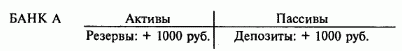 БАНК А Активы Пассивы
Резервы: + 1000 руб. Депозиты: + 1000 руб.